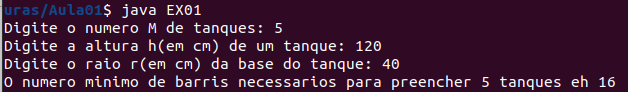 uras/Aula01$ java EX01
Digite o numero M de tanques: 5
Digite a altura h(em cm) de um tanque: 120
Digite o raio r(em cm) da base do tanque: 40
O numero minimo de barris necessarios para preencher 5 tanques eh 16